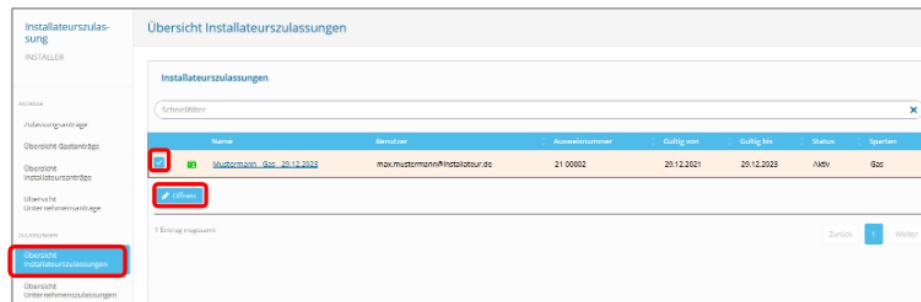 Installateurszulas-
sung
INSTALLER
Übersicht Installateurszulassungen
Installateurszulassungen
Schnellfilter
Zulassungsanträge
Übersicht Gastanträge
Übersicht
Installateursanträge
Übersicht
Unternehmensanträge
ZULASSUNGEN
Übersicht
Installateurszulassungen
Übersicht
Unternehmenszulassungen
Name Benutzer Ausweisnummer Gültig von Gültig bis Status Sparten
Mustermann_Gas_29.12.2023 max.mustermann@installateur.de 21-00002 29.12.2021 29.12.2023 Aktiv Gas
Öffnen
1 Eintrag insgesamt
Zurück 1 Weiter